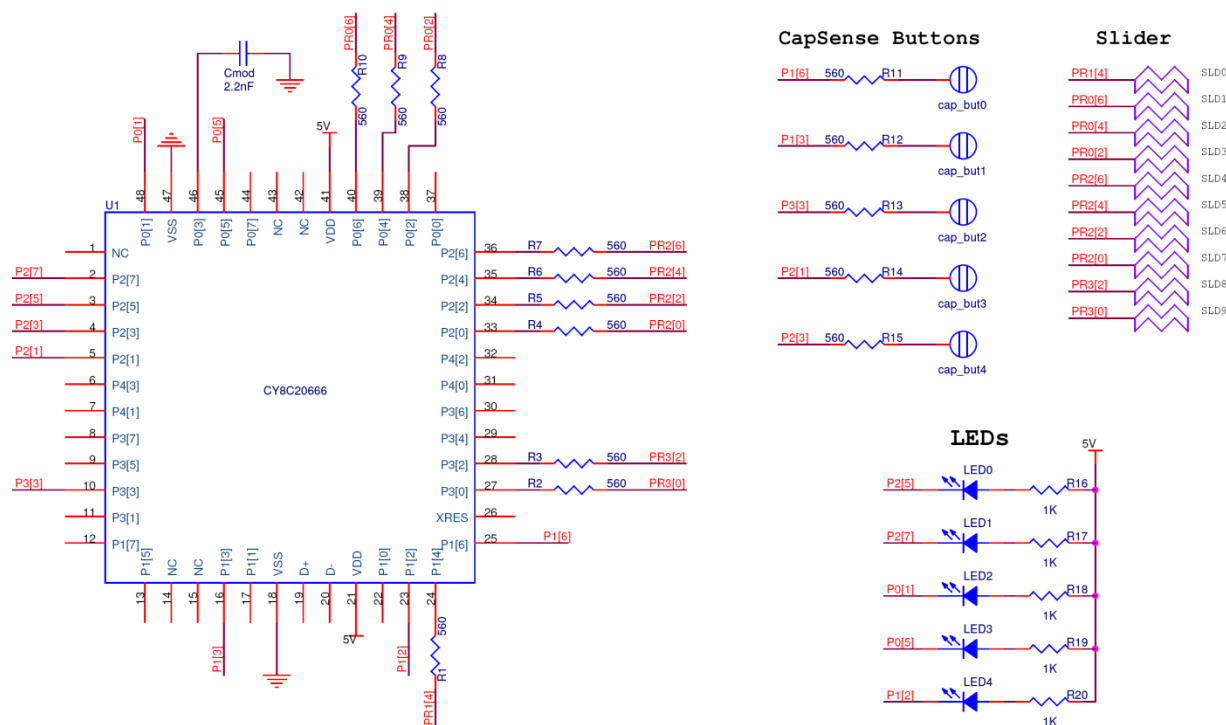 CapSense Buttons
Slider
PR0[6]
PR0[4]
PR0[2]
R10
R9
R8
560
560
560
Cmod
2.2nF
P0[1]
P0[5]
5V
48
47
46
45
44
43
42
41
40
39
38
37
U1
P0[1]
VSS
P0[3]
P0[5]
P0[7]
NC
NC
VDD
P0[6]
P0[4]
P0[2]
P0[0]
1 NC
P2[7] 2 P2[7]
P2[5] 3 P2[5]
P2[3] 4 P2[3]
P2[1] 5 P2[1]
6 P4[3]
7 P4[1]
8 P3[7]
9 P3[5]
P3[3] 10 P3[3]
11 P3[1]
12 P1[7]
CY8C20666
P2[6] 36 R7 560 PR2[6]
P2[4] 35 R6 560 PR2[4]
P2[2] 34 R5 560 PR2[2]
P2[0] 33 R4 560 PR2[0]
P4[2] 32
P4[0] 31
P3[6] 30
P3[4] 29
P3[2] 28 R3 560 PR3[2]
P3[0] 27 R2 560 PR3[0]
XRES 26
P1[6] 25 P1[6]
P1[5]
NC
NC
P1[3]
P1[1]
VSS
D+
D-
VDD
P1[0]
P1[2]
P1[4]
13
14
15
16
17
18
19
20
21
22
23
24
P1[3]
5V
P1[2]
560
R1
PR1[4]
P1[6] 560 R11
cap_but0
P1[3] 560 R12
cap_but1
P3[3] 560 R13
cap_but2
P2[1] 560 R14
cap_but3
P2[3] 560 R15
cap_but4
PR1[4] SLD0
PR0[6] SLD1
PR0[4] SLD2
PR0[2] SLD3
PR2[6] SLD4
PR2[4] SLD5
PR2[2] SLD6
PR2[0] SLD7
PR3[2] SLD8
PR3[0] SLD9
LEDs
5V
P2[5] LED0 R16
1K
P2[7] LED1 R17
1K
P0[1] LED2 R18
1K
P0[5] LED3 R19
1K
P1[2] LED4 R20
1K